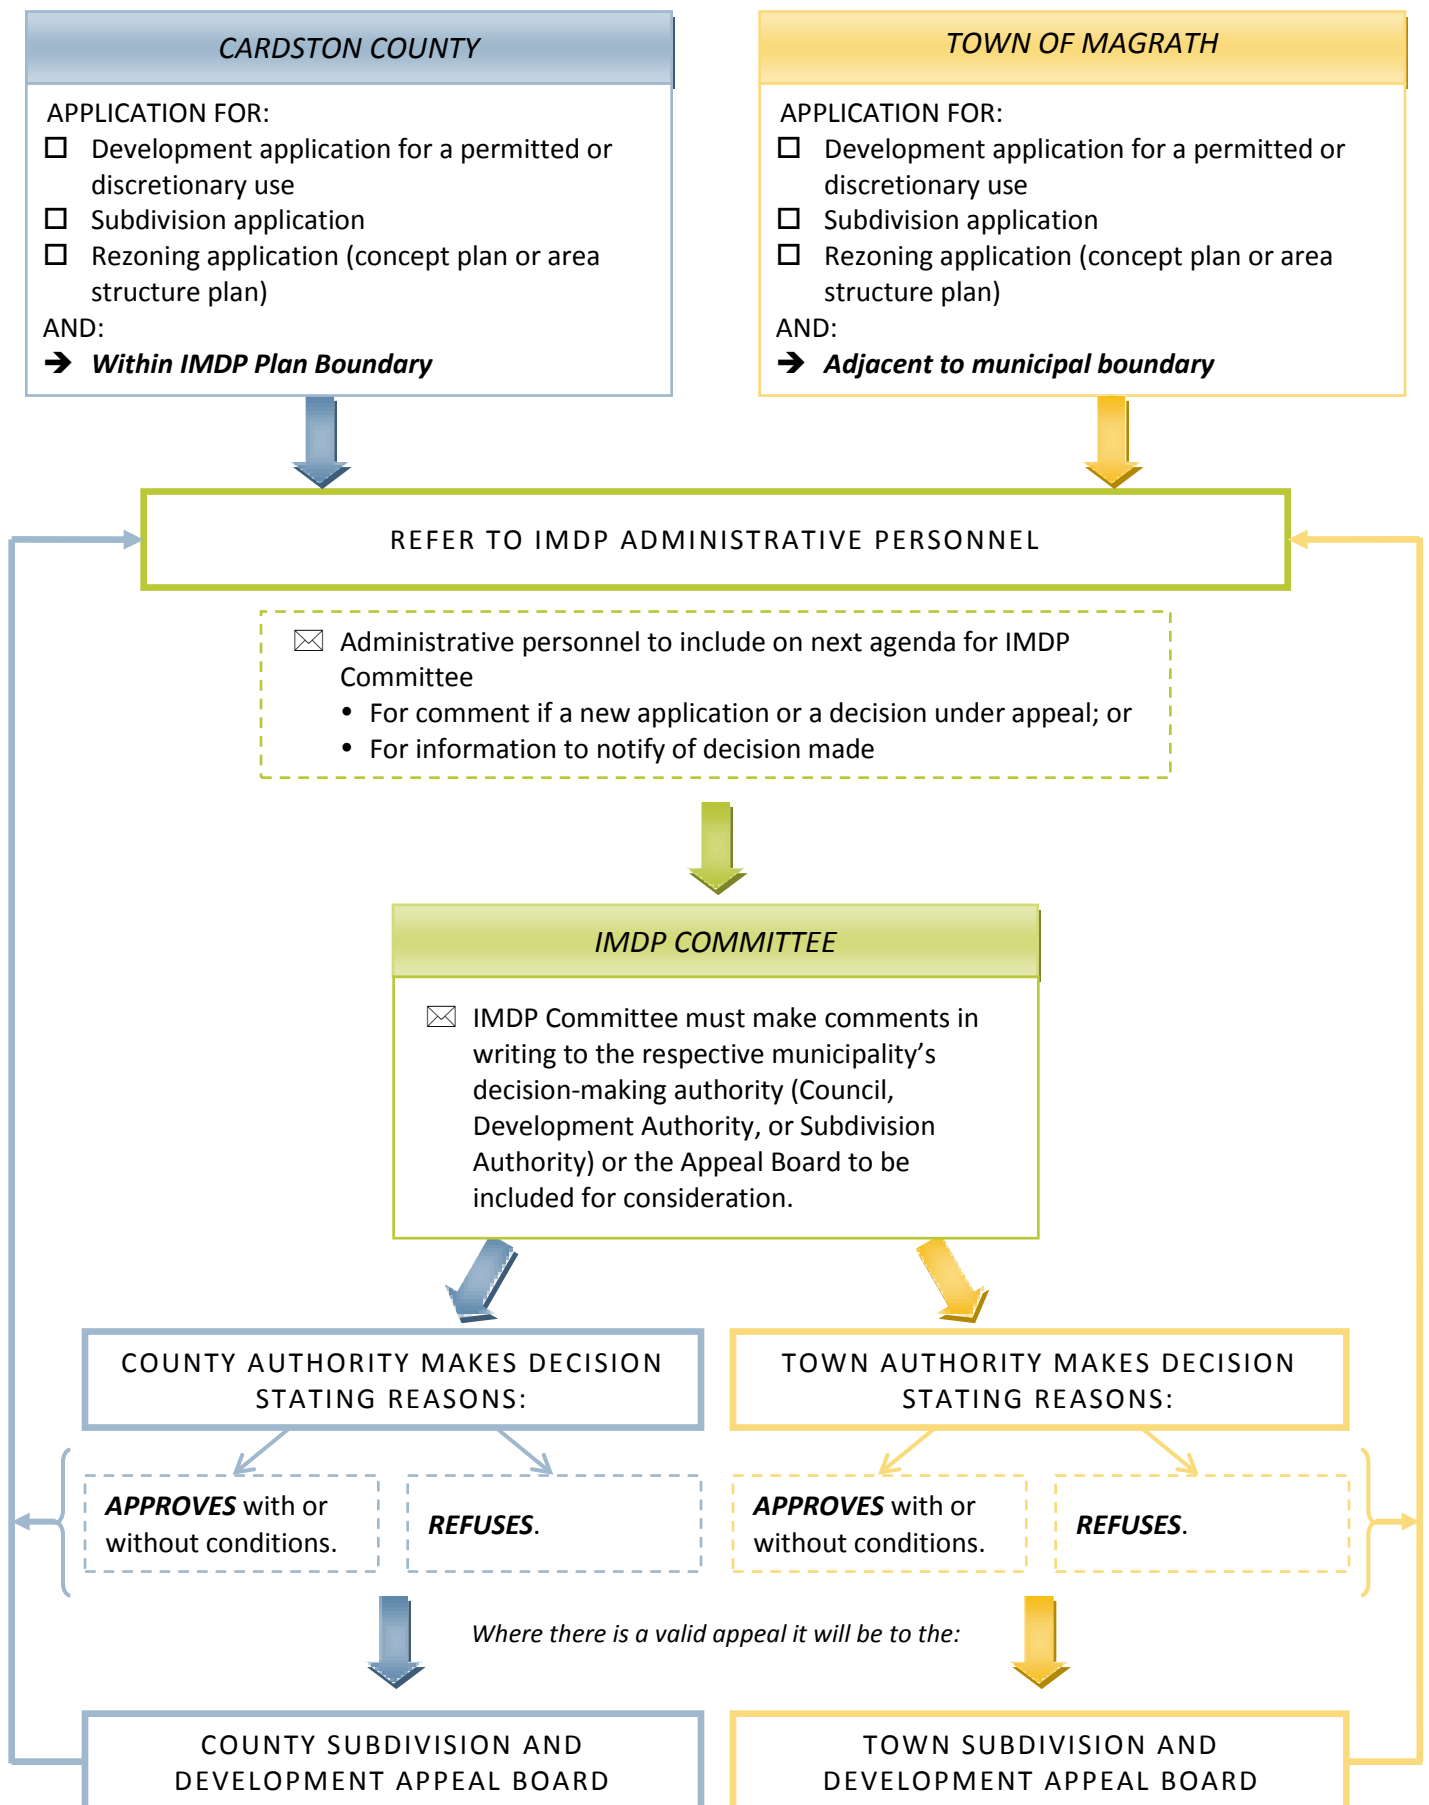 CARDSTON COUNTY
APPLICATION FOR:
Development application for a permitted or
discretionary use
Subdivision application
Rezoning application (concept plan or area
structure plan)
AND:
➔ Within IMDP Plan Boundary
TOWN OF MAGRATH
APPLICATION FOR:
Development application for a permitted or
discretionary use
Subdivision application
Rezoning application (concept plan or area
structure plan)
AND:
➔ Adjacent to municipal boundary
REFER TO IMDP ADMINISTRATIVE PERSONNEL
Administrative personnel to include on next agenda for IMDP
Committee
• For comment if a new application or a decision under appeal; or
• For information to notify of decision made
IMDP COMMITTEE
IMDP Committee must make comments in
writing to the respective municipality’s
decision-making authority (Council,
Development Authority, or Subdivision
Authority) or the Appeal Board to be
included for consideration.
COUNTY AUTHORITY MAKES DECISION
STATING REASONS:
APPROVES with or
without conditions.
REFUSES.
TOWN AUTHORITY MAKES DECISION
STATING REASONS:
APPROVES with or
without conditions.
REFUSES.
Where there is a valid appeal it will be to the:
COUNTY SUBDIVISION AND
DEVELOPMENT APPEAL BOARD
TOWN SUBDIVISION AND
DEVELOPMENT APPEAL BOARD